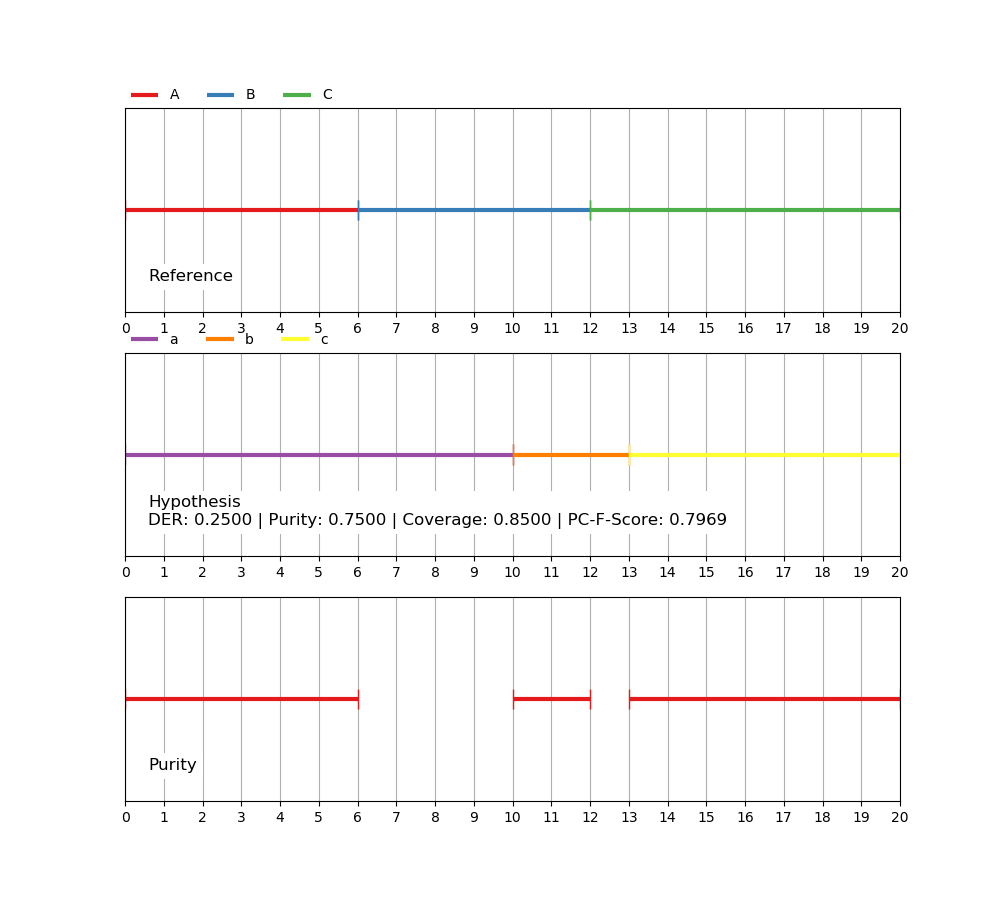 A B C
Reference
0 1 2 3 4 5 6 7 8 9 10 11 12 13 14 15 16 17 18 19 20
a b c
Hypothesis
DER: 0.2500 | Purity: 0.7500 | Coverage: 0.8500 | PC-F-Score: 0.7969
0 1 2 3 4 5 6 7 8 9 10 11 12 13 14 15 16 17 18 19 20
Purity
0 1 2 3 4 5 6 7 8 9 10 11 12 13 14 15 16 17 18 19 20